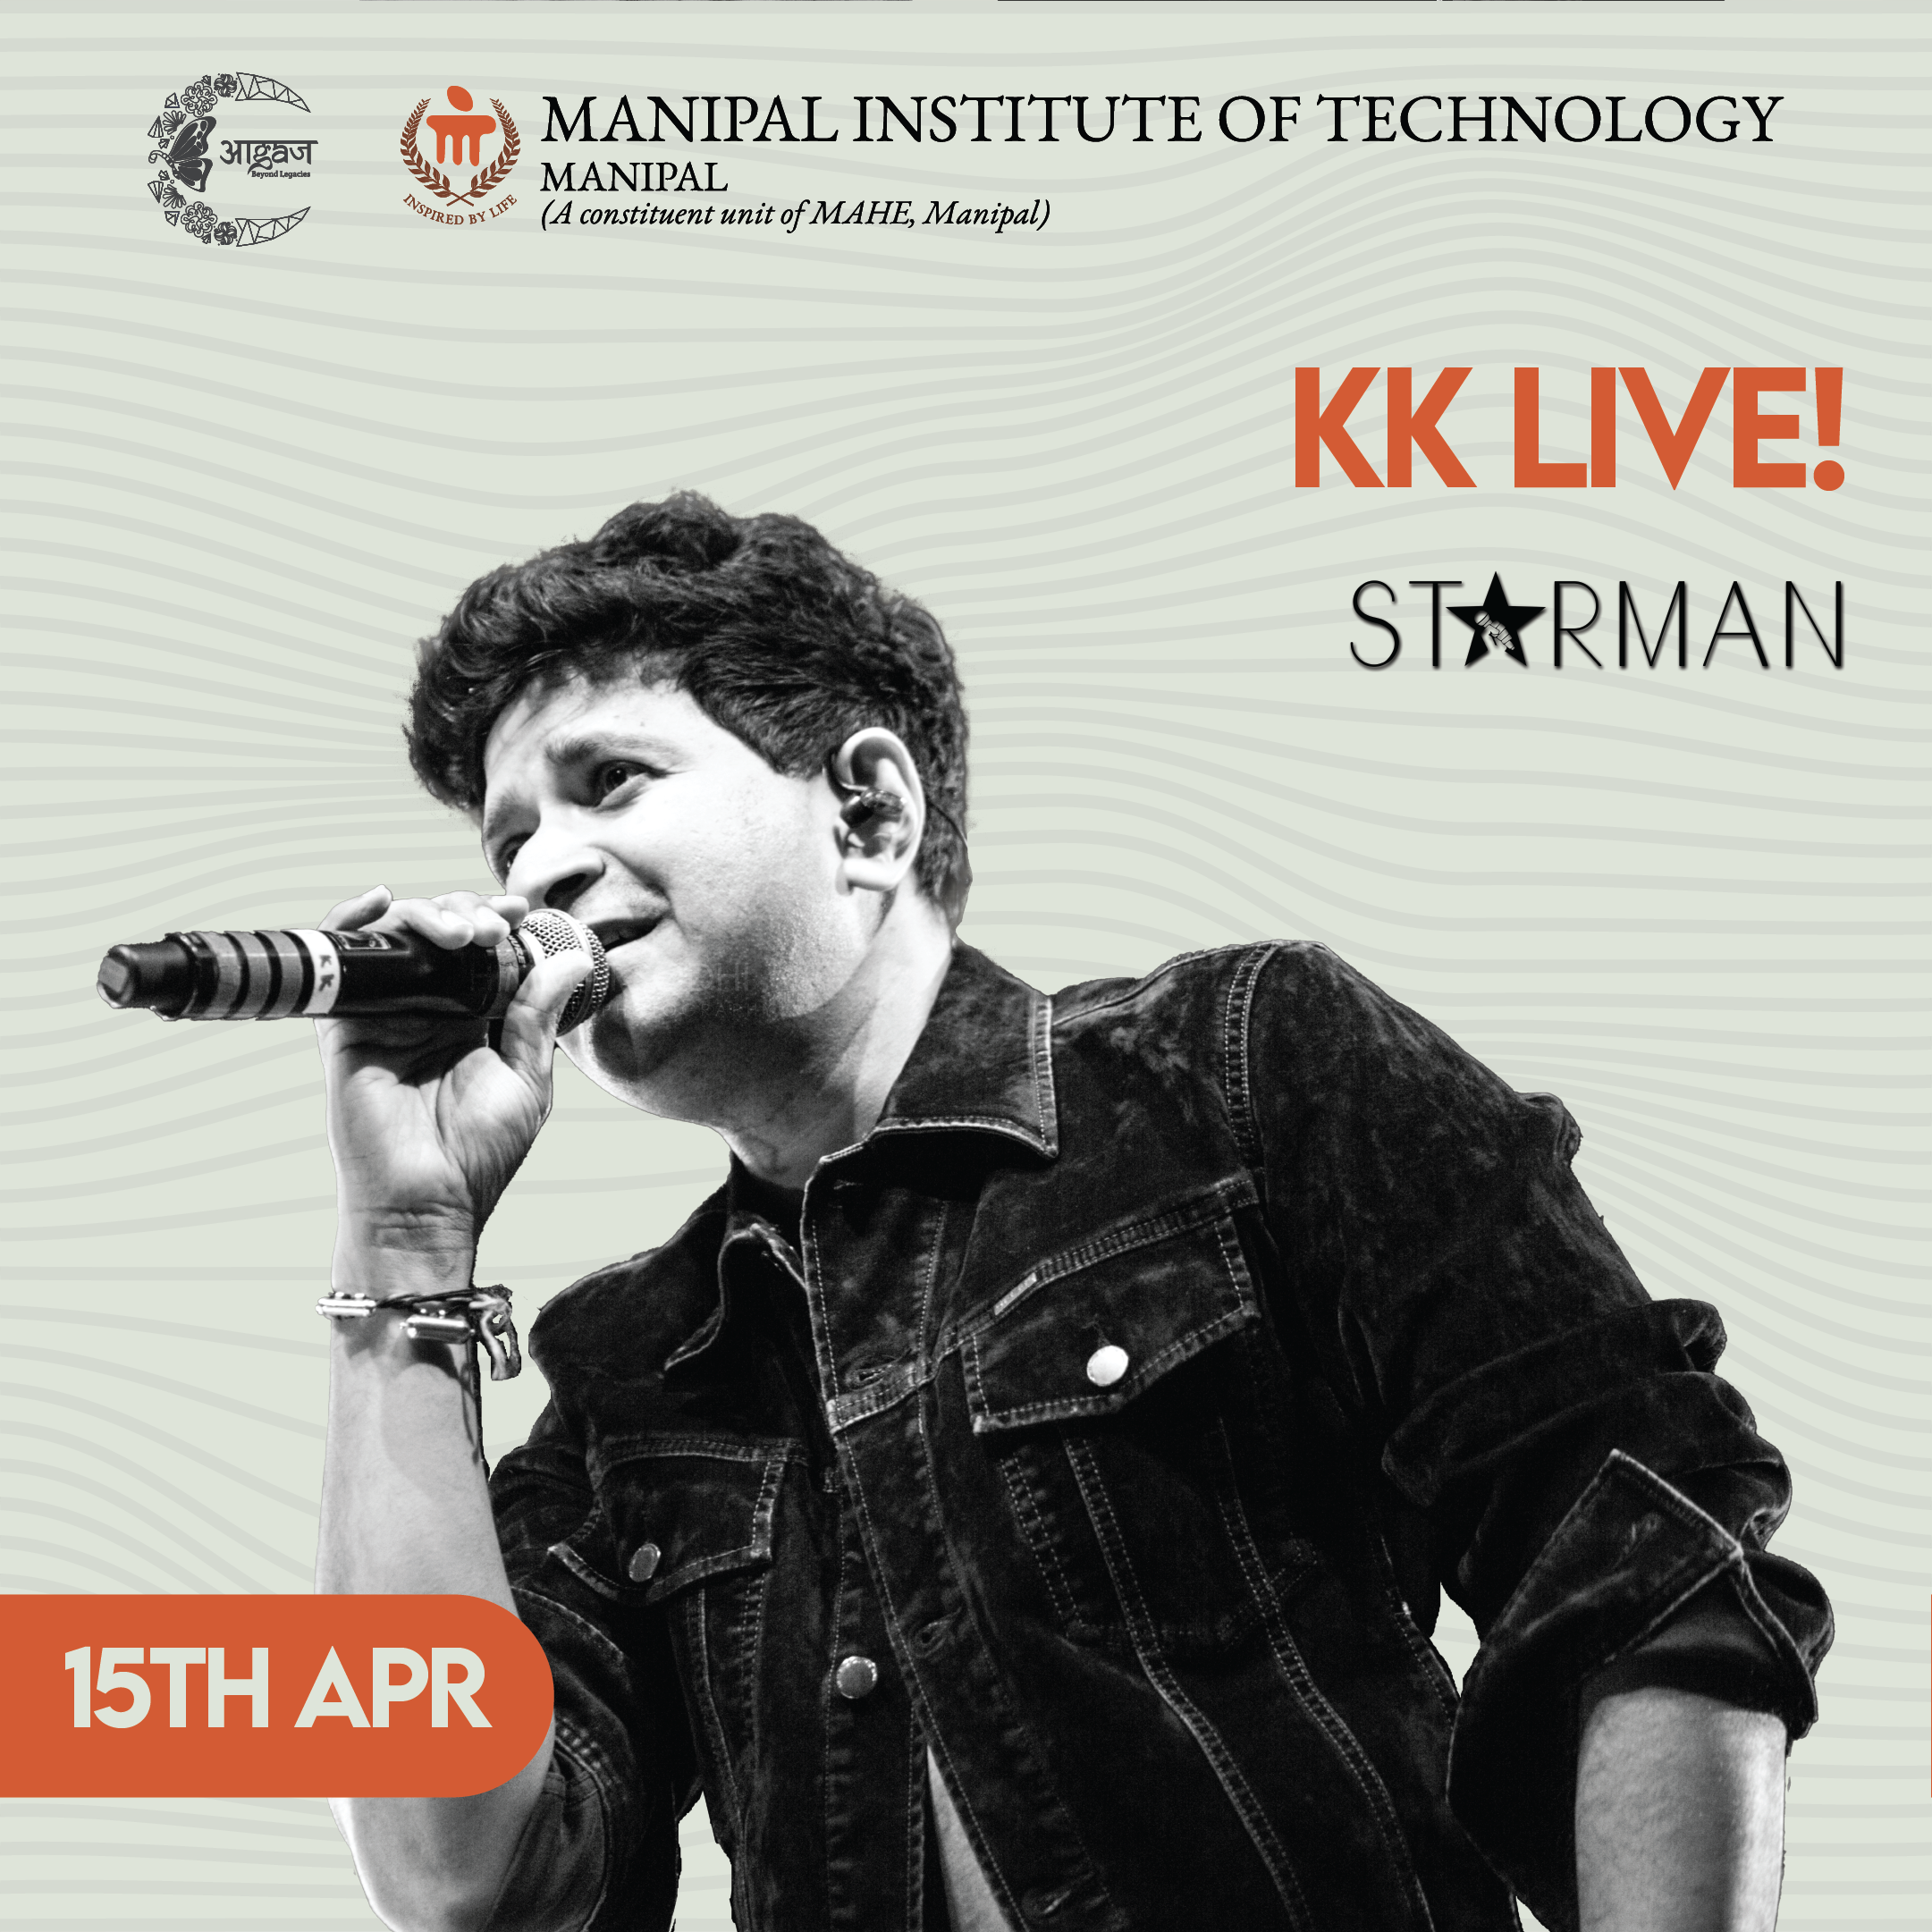 आग़ाज़
Beyond Legacies
INSPIRED BY LIFE
MANIPAL INSTITUTE OF TECHNOLOGY
MANIPAL
(A constituent unit of MAHE, Manipal)
KK LIVE!
STARMAN
KK
15TH APR